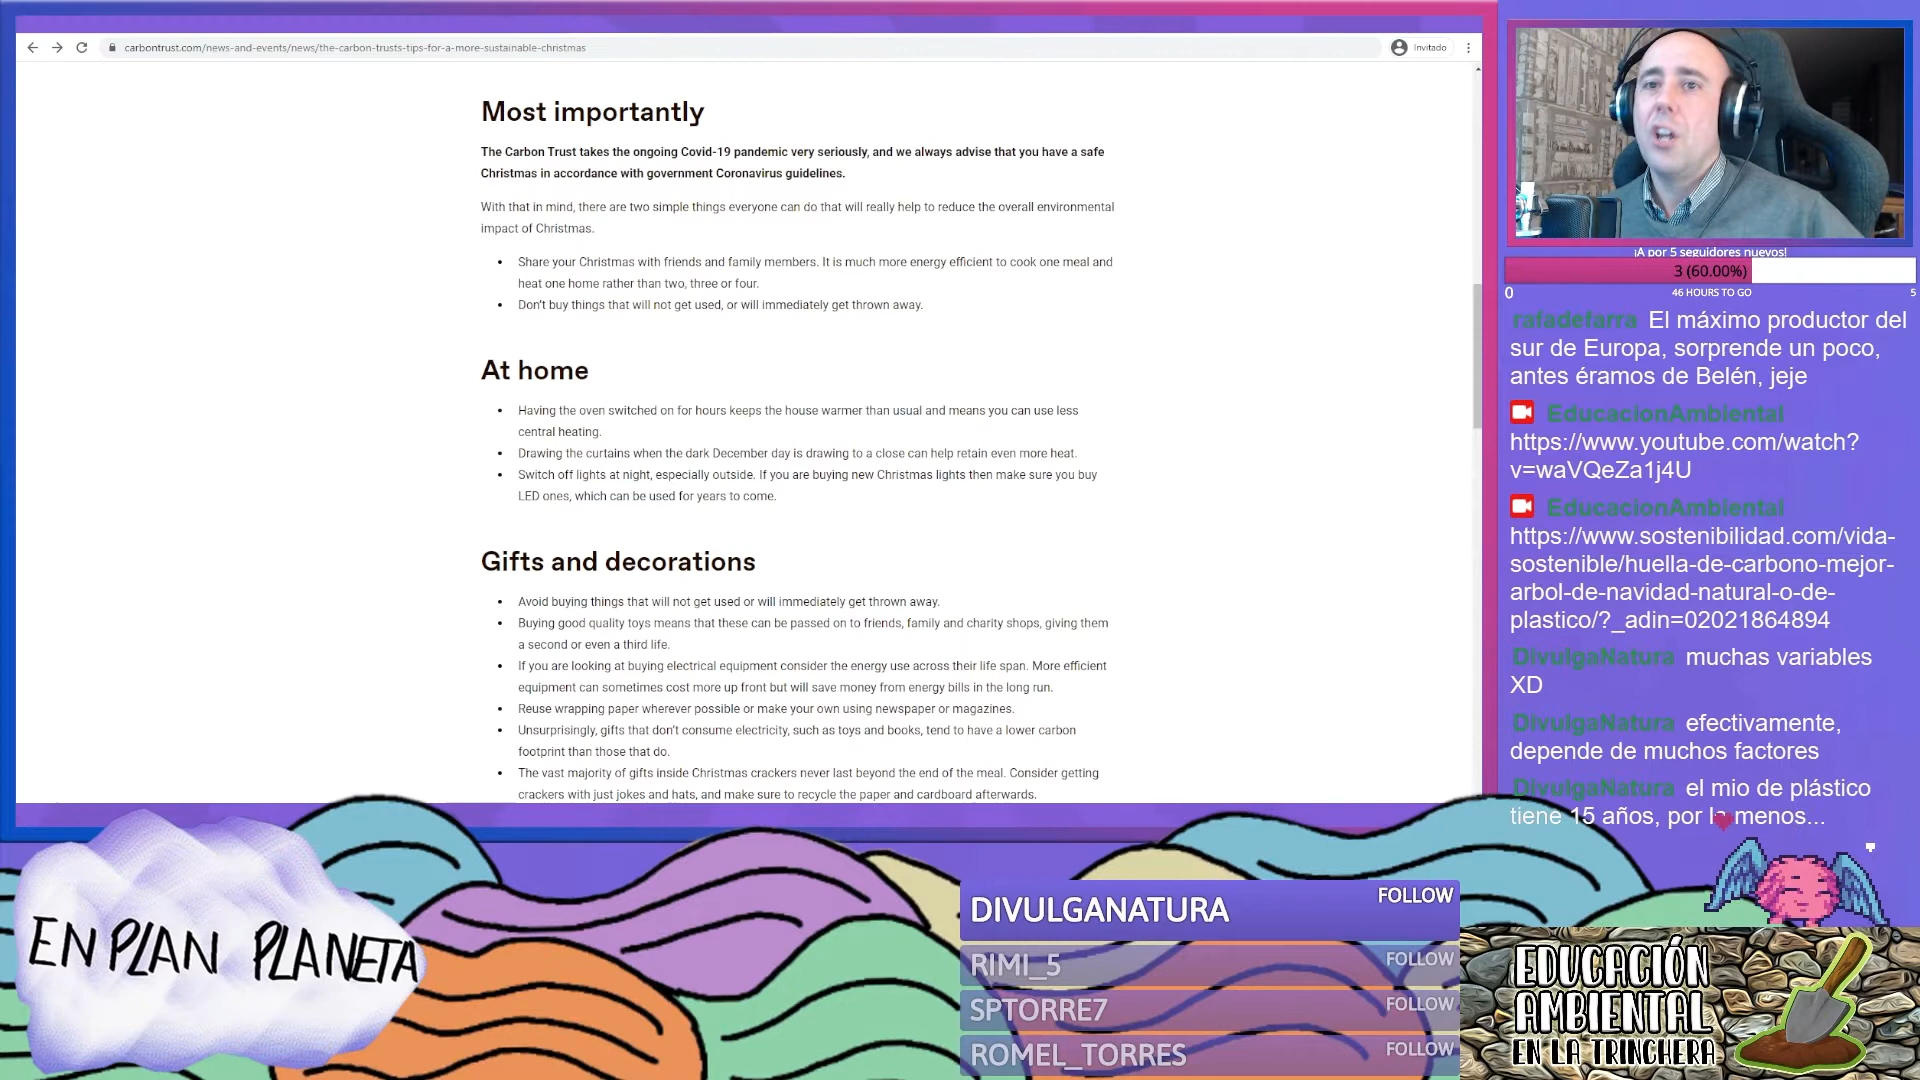 carbontrust.com/news-and-events/news/the-carbon-trusts-tips-for-a-more-sustainable-christmas
Invitado
Most importantly
The Carbon Trust takes the ongoing Covid-19 pandemic very seriously, and we always advise that you have a safe
Christmas in accordance with government Coronavirus guidelines.
With that in mind, there are two simple things everyone can do that will really help to reduce the overall environmental
impact of Christmas.
• Share your Christmas with friends and family members. It is much more energy efficient to cook one meal and
heat one home rather than two, three or four.
• Don't buy things that will not get used, or will immediately get thrown away.
At home
• Having the oven switched on for hours keeps the house warmer than usual and means you can use less
central heating.
• Drawing the curtains when the dark December day is drawing to a close can help retain even more heat.
• Switch off lights at night, especially outside. If you are buying new Christmas lights then make sure you buy
LED ones, which can be used for years to come.
Gifts and decorations
• Avoid buying things that will not get used or will immediately get thrown away.
• Buying good quality toys means that these can be passed on to friends, family and charity shops, giving them
a second or even a third life.
• If you are looking at buying electrical equipment consider the energy use across their life span. More efficient
equipment can sometimes cost more up front but will save money from energy bills in the long run.
• Reuse wrapping paper wherever possible or make your own using newspaper or magazines.
• Unsurprisingly, gifts that don't consume electricity, such as toys and books, tend to have a lower carbon
footprint than those that do.
• The vast majority of gifts inside Christmas crackers never last beyond the end of the meal. Consider getting
crackers with just jokes and hats, and make sure to recycle the paper and cardboard afterwards.
¡A por 5 seguidores nuevos!
3 (60.00%)
0 46 HOURS TO GO 5
rafadefarra El máximo productor del
sur de Europa, sorprende un poco,
antes éramos de Belén, jeje
EducacionAmbiental
https://www.youtube.com/watch?
v=waVQeZa1j4U
EducacionAmbiental
https://www.sostenibilidad.com/vida-
sostenible/huella-de-carbono-mejor-
arbol-de-navidad-natural-o-de-
plastico/?_adin=02021864894
DivulgaNatura muchas variables
XD
DivulgaNatura efectivamente,
depende de muchos factores
DivulgaNatura el mio de plástico
tiene 15 años, por lo menos...
EN PLAN PLANETA
DIVULGANATURA FOLLOW
RIMI_5 FOLLOW
SPTORRE7 FOLLOW
ROMEL_TORRES FOLLOW
EDUCACIÓN
AMBIENTAL
EN LA TRINCHERA